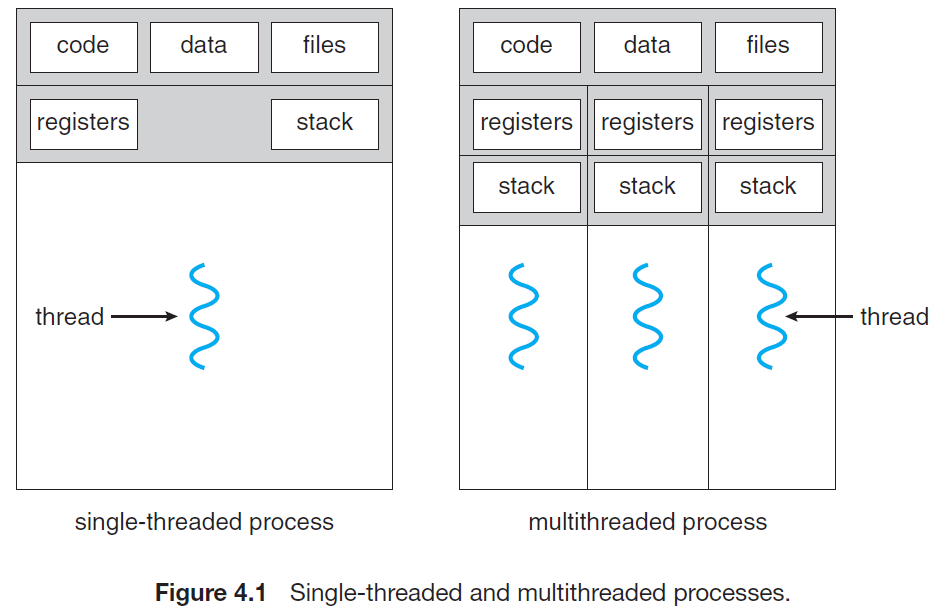 code data files code data files
registers stack registers registers registers
stack stack stack
thread thread
single-threaded process multithreaded process
Figure 4.1 Single-threaded and multithreaded processes.